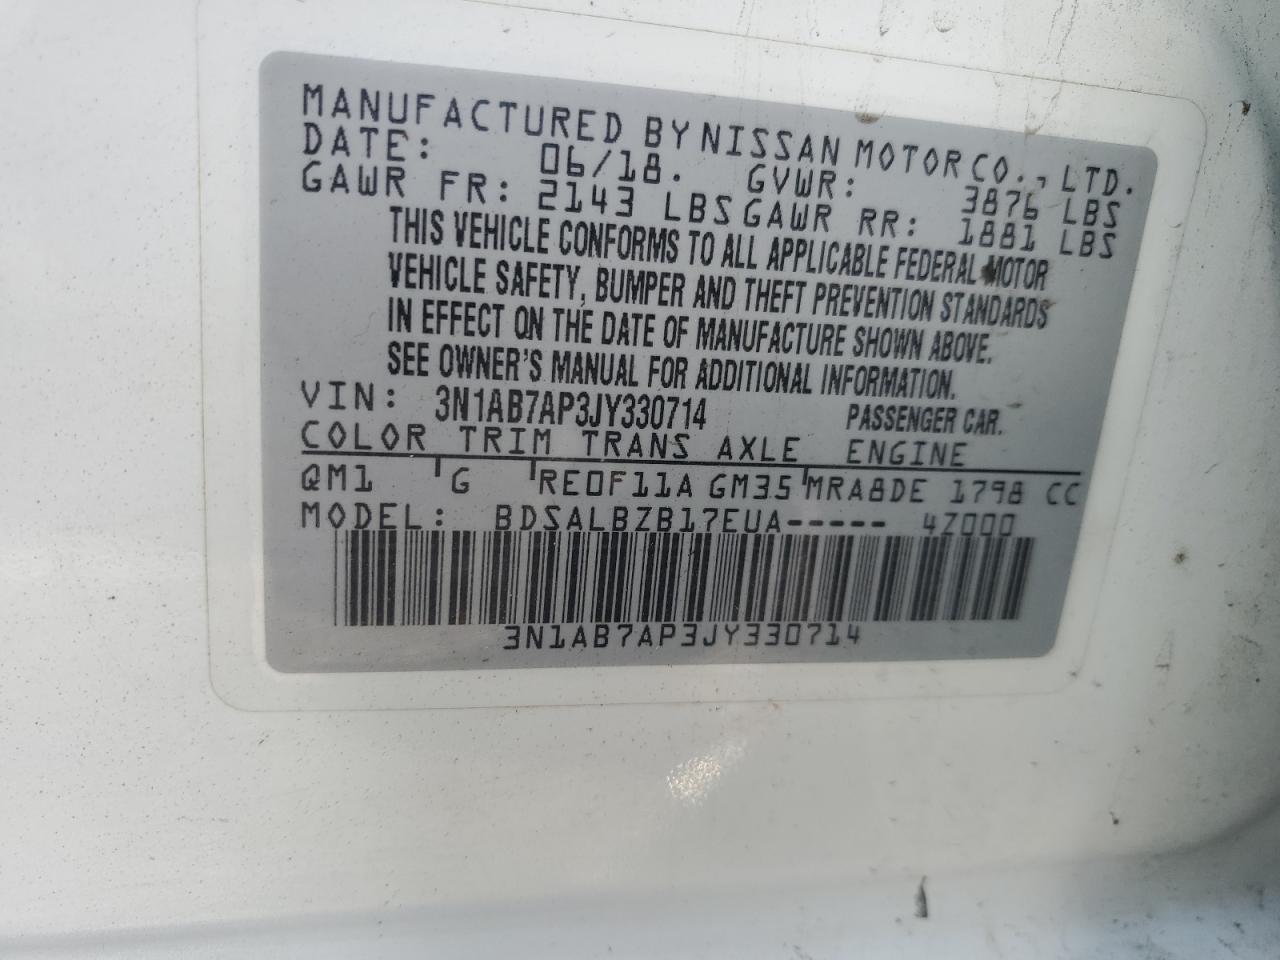 MANUFACTURED BY NISSAN MOTOR CO., LTD.
DATE: 06/18. GVWR: 3876 LBS
GAWR FR: 2143 LBS GAWR RR: 1881 LBS
THIS VEHICLE CONFORMS TO ALL APPLICABLE FEDERAL MOTOR
VEHICLE SAFETY, BUMPER AND THEFT PREVENTION STANDARDS
IN EFFECT ON THE DATE OF MANUFACTURE SHOWN ABOVE.
SEE OWNER'S MANUAL FOR ADDITIONAL INFORMATION.
VIN: 3N1AB7AP3JY330714 PASSENGER CAR.
COLOR TRIM TRANS AXLE ENGINE
QM1 G RE0F11A GM35 MRA8DE 1798 CC
MODEL: BDSALBZB17EUA----- 4Z000
3N1AB7AP3JY330714